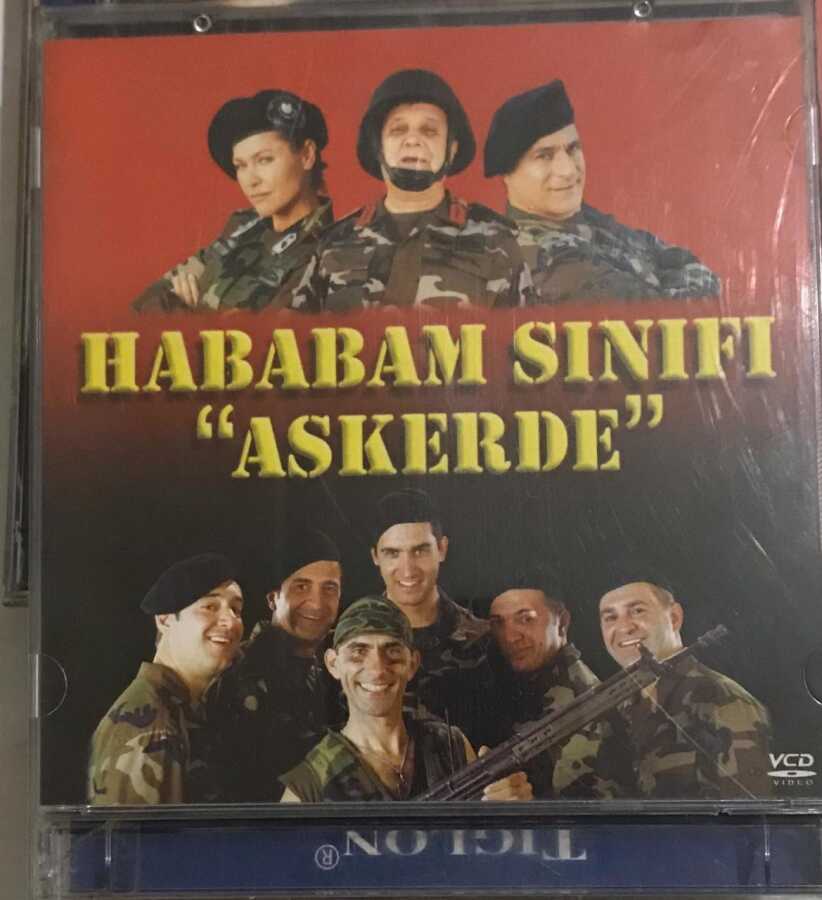 HABABAM SINIFI
“ASKERDE”
VCD
VIDEO
TIGLON®